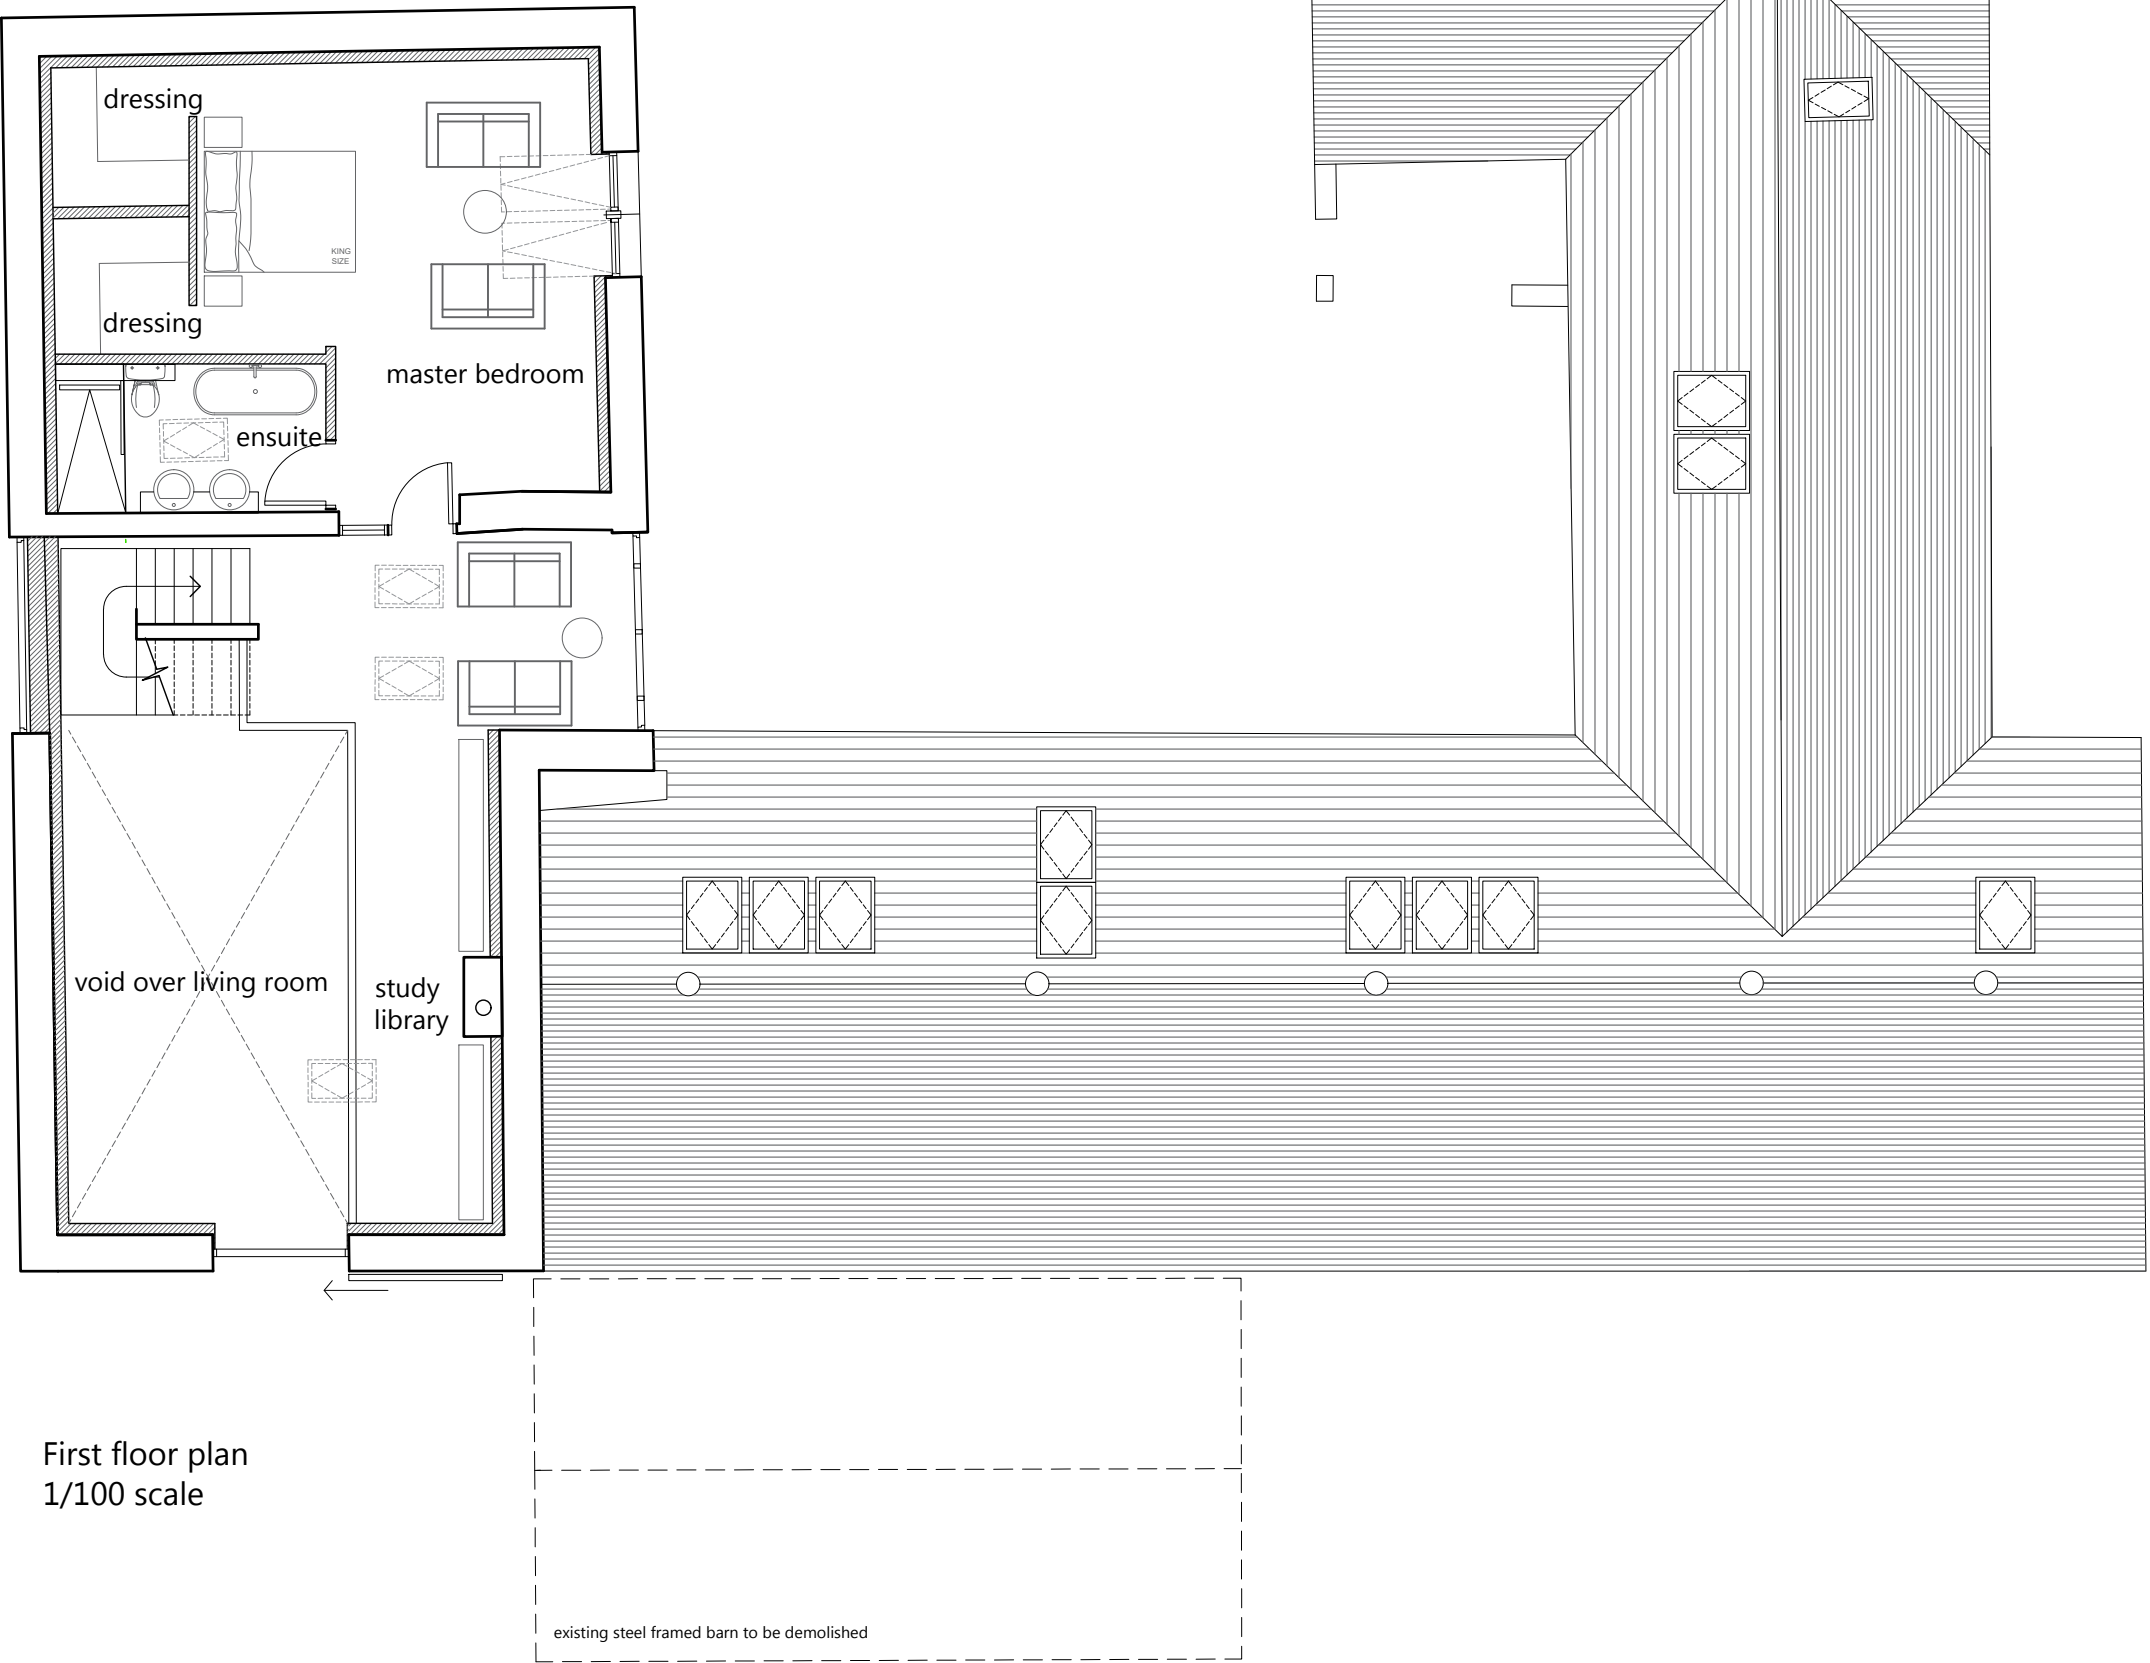 dressing
KING
SIZE
dressing
master bedroom
ensuite
void over living room
study
library
First floor plan
1/100 scale
existing steel framed barn to be demolished